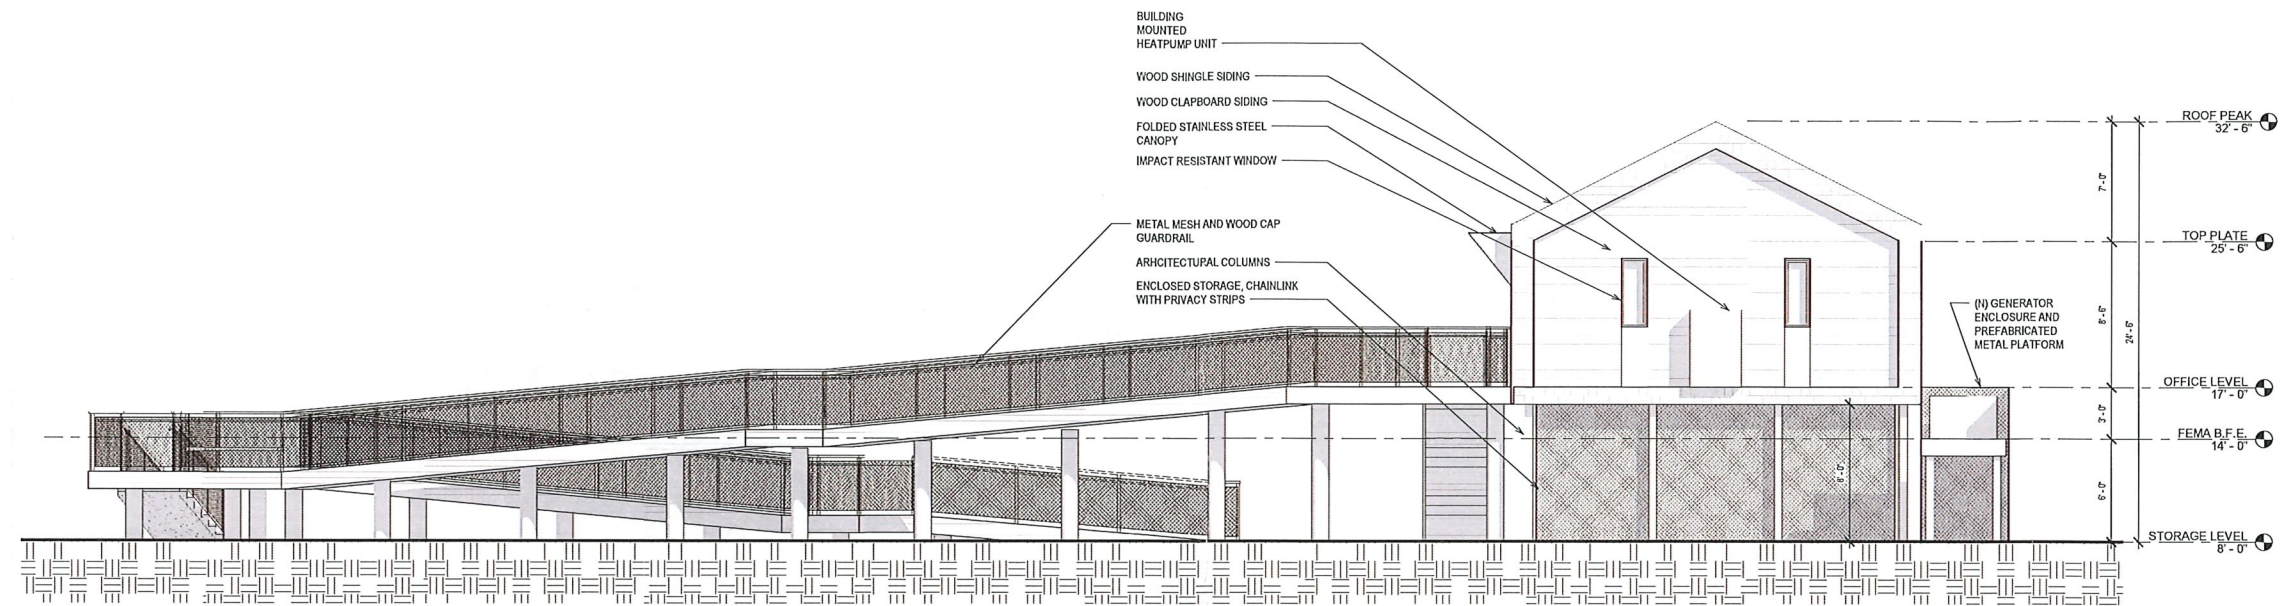 BUILDING
MOUNTED
HEATPUMP UNIT
WOOD SHINGLE SIDING
WOOD CLAPBOARD SIDING
FOLDED STAINLESS STEEL
CANOPY
IMPACT RESISTANT WINDOW
METAL MESH AND WOOD CAP
GUARDRAIL
ARHCITECTURAL COLUMNS
ENCLOSED STORAGE, CHAINLINK
WITH PRIVACY STRIPS
(N) GENERATOR
ENCLOSURE AND
PREFABRICATED
METAL PLATFORM
ROOF PEAK
32' - 6"
TOP PLATE
25' - 6"
OFFICE LEVEL
17' - 0"
FEMA B.F.E.
14' - 0"
STORAGE LEVEL
8' - 0"
7' - 0"
8' - 6"
24' - 6"
3' - 0"
6' - 0"
8' - 0"